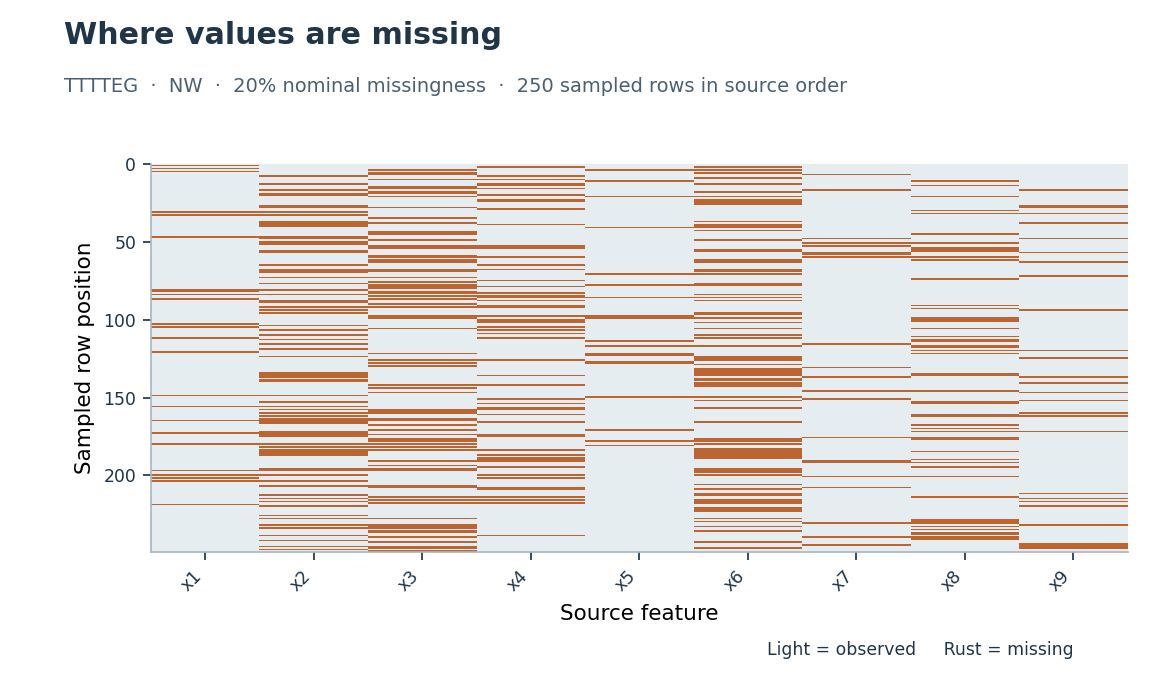 Where values are missing
TTTTEG · NW · 20% nominal missingness · 250 sampled rows in source order
0
50
100
150
200
Sampled row position
x1 x2 x3 x4 x5 x6 x7 x8 x9
Source feature
Light = observed Rust = missing